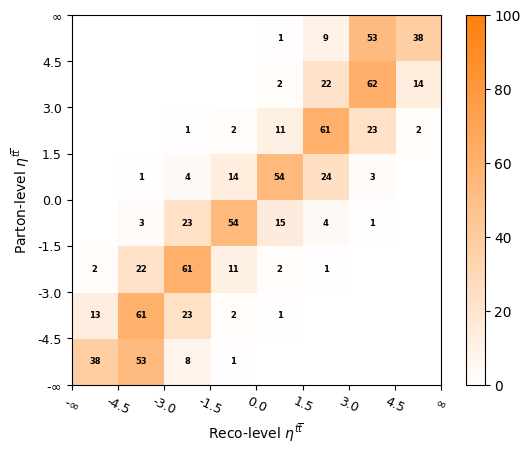 ∞
4.5
3.0
1.5
0.0
-1.5
-3.0
-4.5
-∞
Parton-level η^{tt̅}
1 9 53 38
2 22 62 14
1 2 11 61 23 2
1 4 14 54 24 3
3 23 54 15 4 1
2 22 61 11 2 1
13 61 23 2 1
38 53 8 1
-∞ -4.5 -3.0 -1.5 0.0 1.5 3.0 4.5 ∞
Reco-level η^{tt̅}
100
80
60
40
20
0